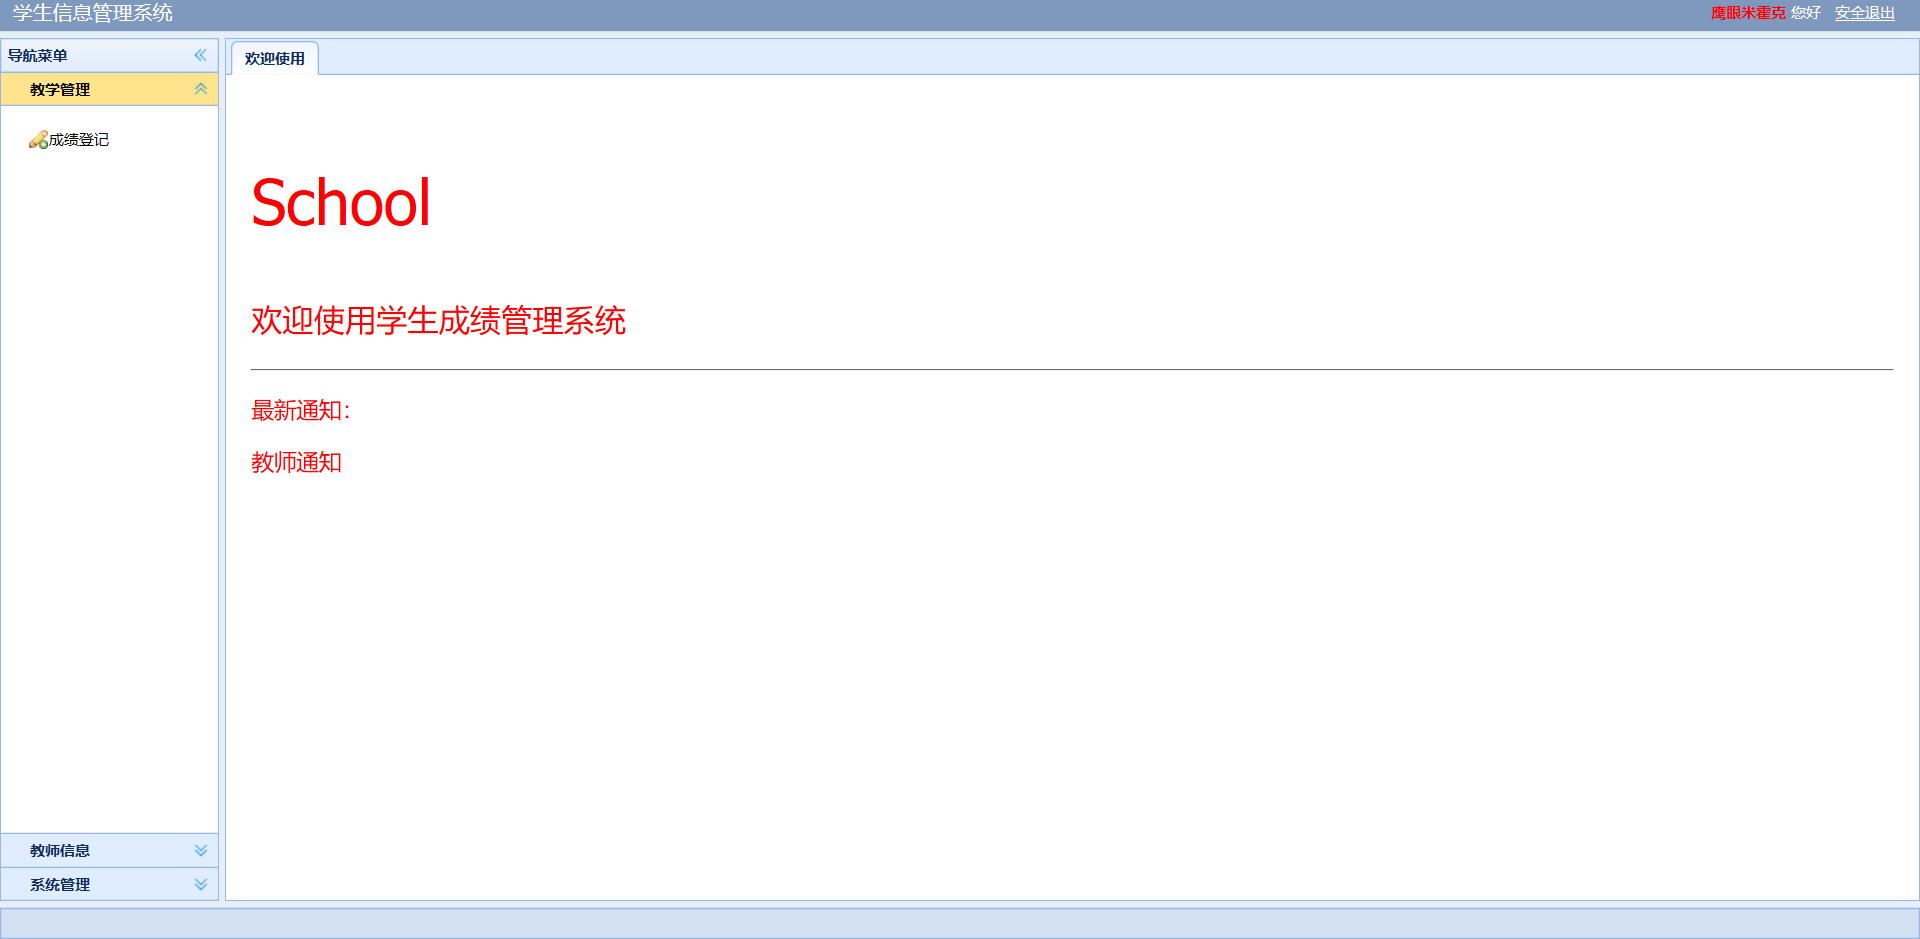 学生信息管理系统
鹰眼米霍克 您好 安全退出
导航菜单
教学管理
成绩登记
教师信息
系统管理
欢迎使用
School
欢迎使用学生成绩管理系统
最新通知：
教师通知